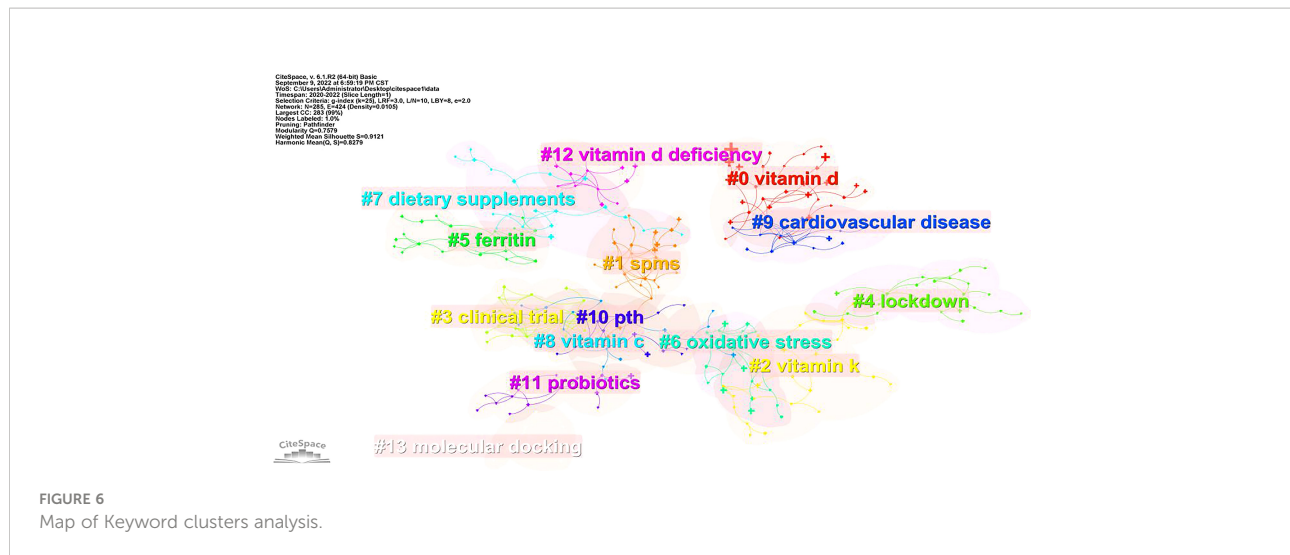 CiteSpace, v. 6.1.R2 (64-bit) Basic
September 9, 2022 at 6:59:19 PM CST
WoS: C:\Users\Administrator\Desktop\citespace1\data
Timespan: 2020-2022 (Slice Length=1)
Selection Criteria: g-index (k=25), LRF=3.0, L/N=10, LBY=8, e=2.0
Network: N=285, E=424 (Density=0.0105)
Largest CC: 283 (99%)
Nodes Labeled: 1.0%
Pruning: Pathfinder
Modularity Q=0.7579
Weighted Mean Silhouette S=0.9121
Harmonic Mean(Q, S)=0.8279
#12 vitamin d deficiency
#0 vitamin d
#7 dietary supplements
#9 cardiovascular disease
#5 ferritin
#1 spms
#4 lockdown
#3 clinical trial
#10 pth
#8 vitamin c
#6 oxidative stress
#2 vitamin k
#11 probiotics
#13 molecular docking
CiteSpace
FIGURE 6
Map of Keyword clusters analysis.